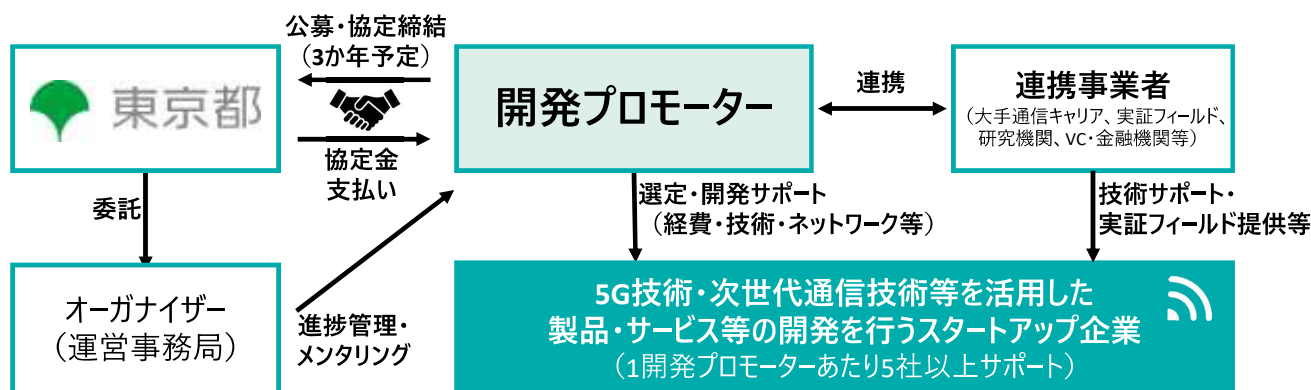 公募・協定締結
（3か年予定）
東京都
協定金
支払い
開発プロモーター
連携
連携事業者
（大手通信キャリア、実証フィールド、
研究機関、VC・金融機関等）
委託
選定・開発サポート
（経費・技術・ネットワーク等）
技術サポート・
実証フィールド提供等
オーガナイザー
（運営事務局）
進捗管理・
メンタリング
5G技術・次世代通信技術等を活用した
製品・サービス等の開発を行うスタートアップ企業
（1開発プロモーターあたり5社以上サポート）